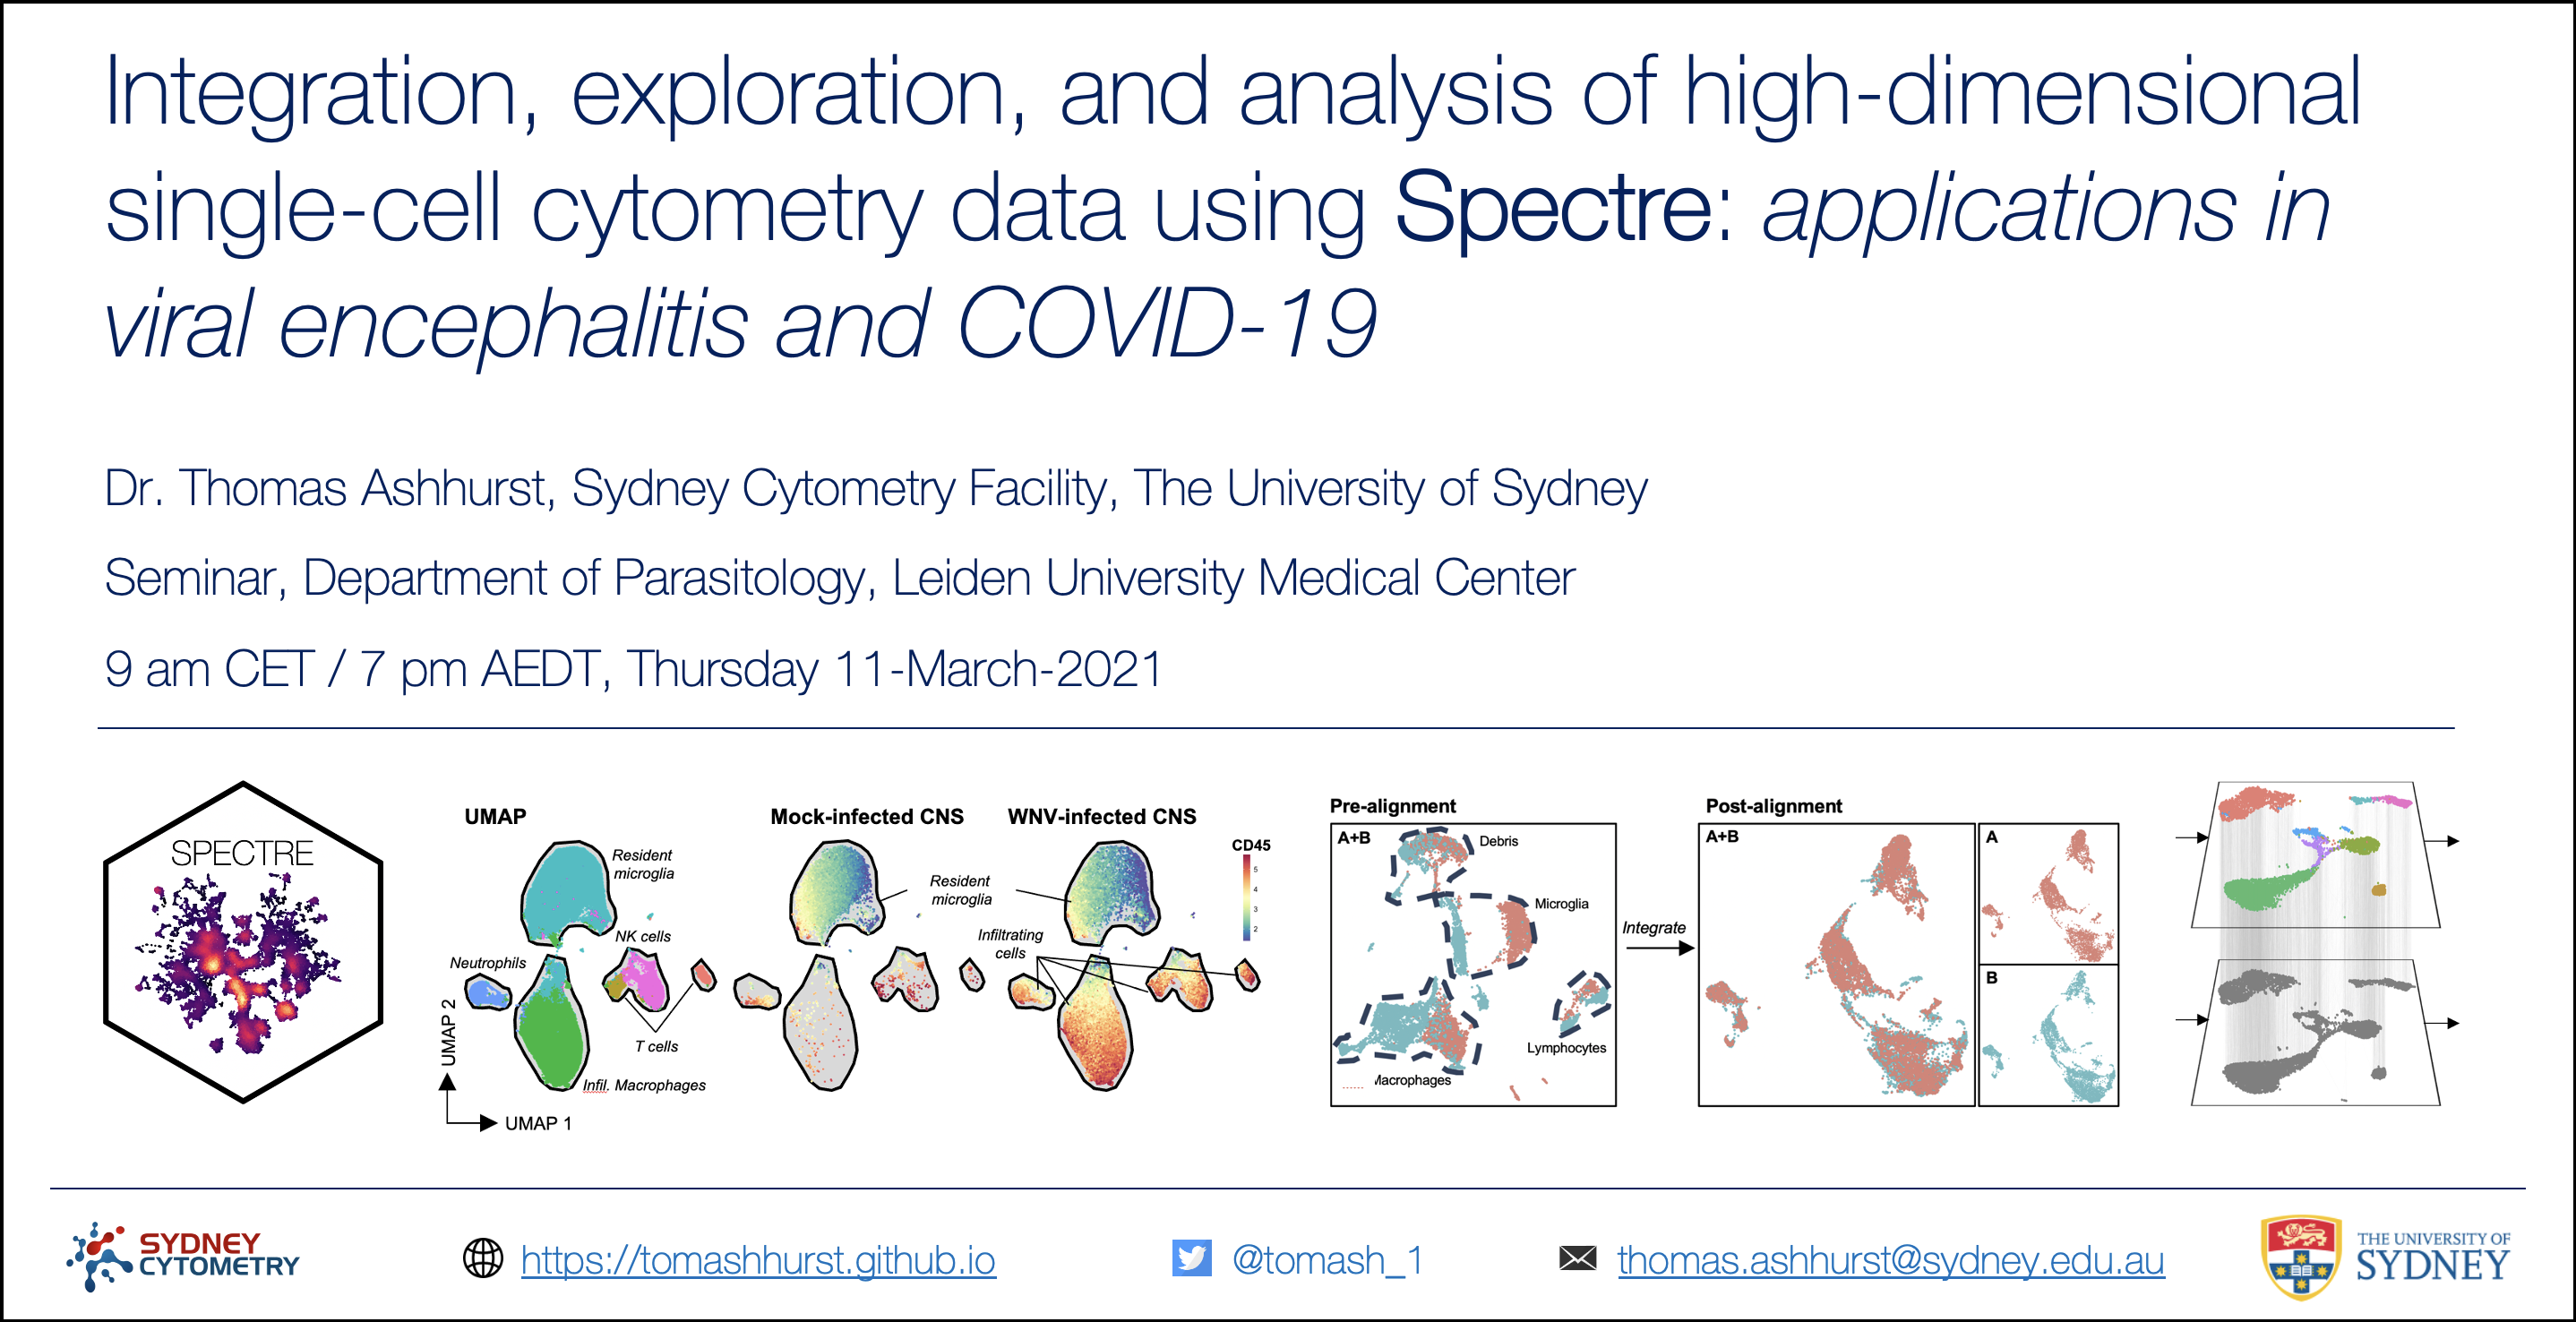 Integration, exploration, and analysis of high-dimensional
single-cell cytometry data using Spectre: applications in
viral encephalitis and COVID-19
Dr. Thomas Ashhurst, Sydney Cytometry Facility, The University of Sydney
Seminar, Department of Parasitology, Leiden University Medical Center
9 am CET / 7 pm AEDT, Thursday 11-March-2021
SPECTRE
UMAP
Resident
microglia
NK cells
Neutrophils
T cells
Infil. Macrophages
UMAP 2
UMAP 1
Mock-infected CNS
WNV-infected CNS
Resident
microglia
Infiltrating
cells
CD45
5
4
3
2
Pre-alignment
A+B
Debris
Microglia
Lymphocytes
Macrophages
Integrate
Post-alignment
A+B
A
B
SYDNEY
CYTOMETRY
https://tomashhurst.github.io
@tomash_1
thomas.ashhurst@sydney.edu.au
THE UNIVERSITY OF
SYDNEY